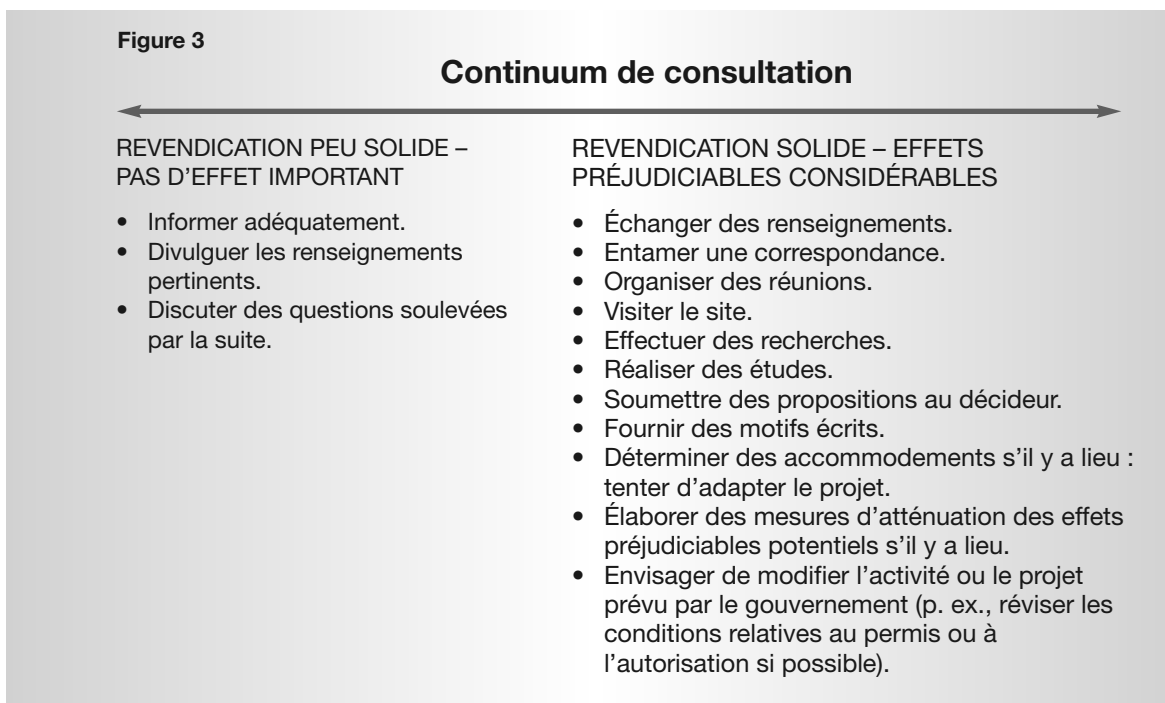 Figure 3
Continuum de consultation
REVENDICATION PEU SOLIDE –
PAS D'EFFET IMPORTANT
• Informer adéquatement.
• Divulguer les renseignements
pertinents.
• Discuter des questions soulevées
par la suite.
REVENDICATION SOLIDE – EFFETS
PRÉJUDICIABLES CONSIDÉRABLES
• Échanger des renseignements.
• Entamer une correspondance.
• Organiser des réunions.
• Visiter le site.
• Effectuer des recherches.
• Réaliser des études.
• Soumettre des propositions au décideur.
• Fournir des motifs écrits.
• Déterminer des accommodements s'il y a lieu :
tenter d'adapter le projet.
• Élaborer des mesures d'atténuation des effets
préjudiciables potentiels s'il y a lieu.
• Envisager de modifier l'activité ou le projet
prévu par le gouvernement (p. ex., réviser les
conditions relatives au permis ou à
l'autorisation si possible).